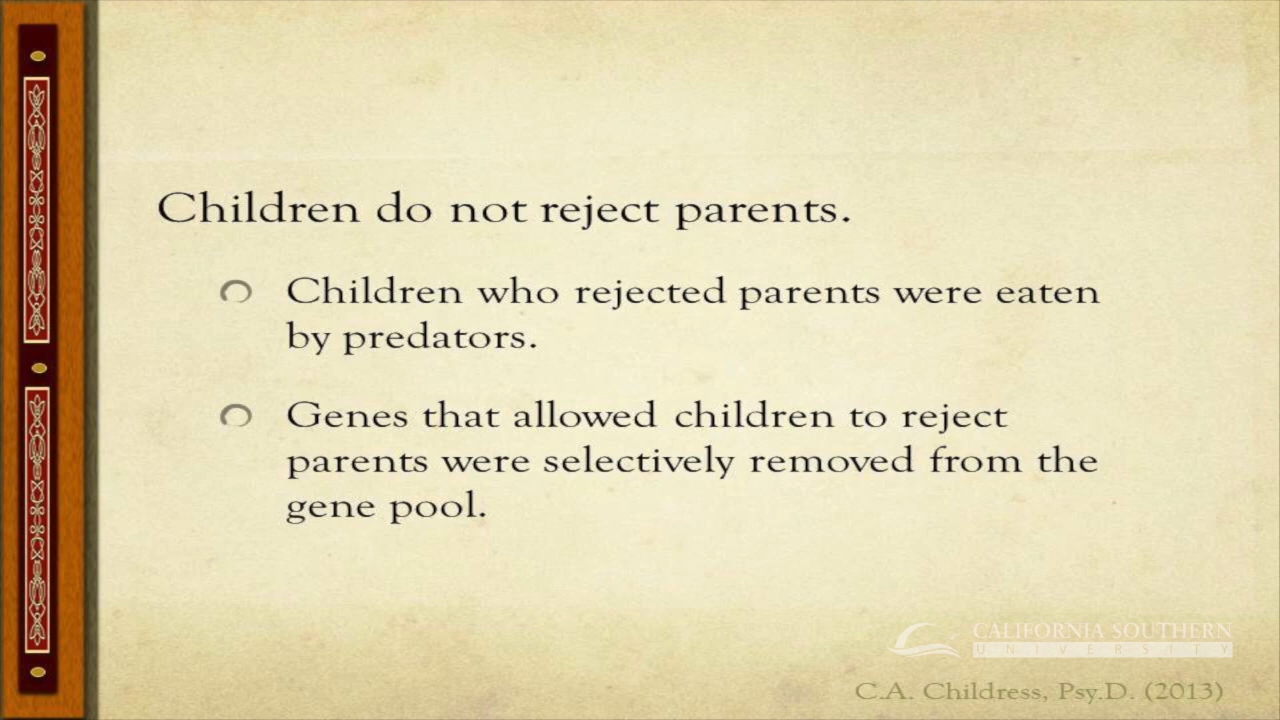 Children do not reject parents.
Children who rejected parents were eaten
by predators.
Genes that allowed children to reject
parents were selectively removed from the
gene pool.
CALIFORNIA SOUTHERN
UNIVERSITY
C.A. Childress, Psy.D. (2013)